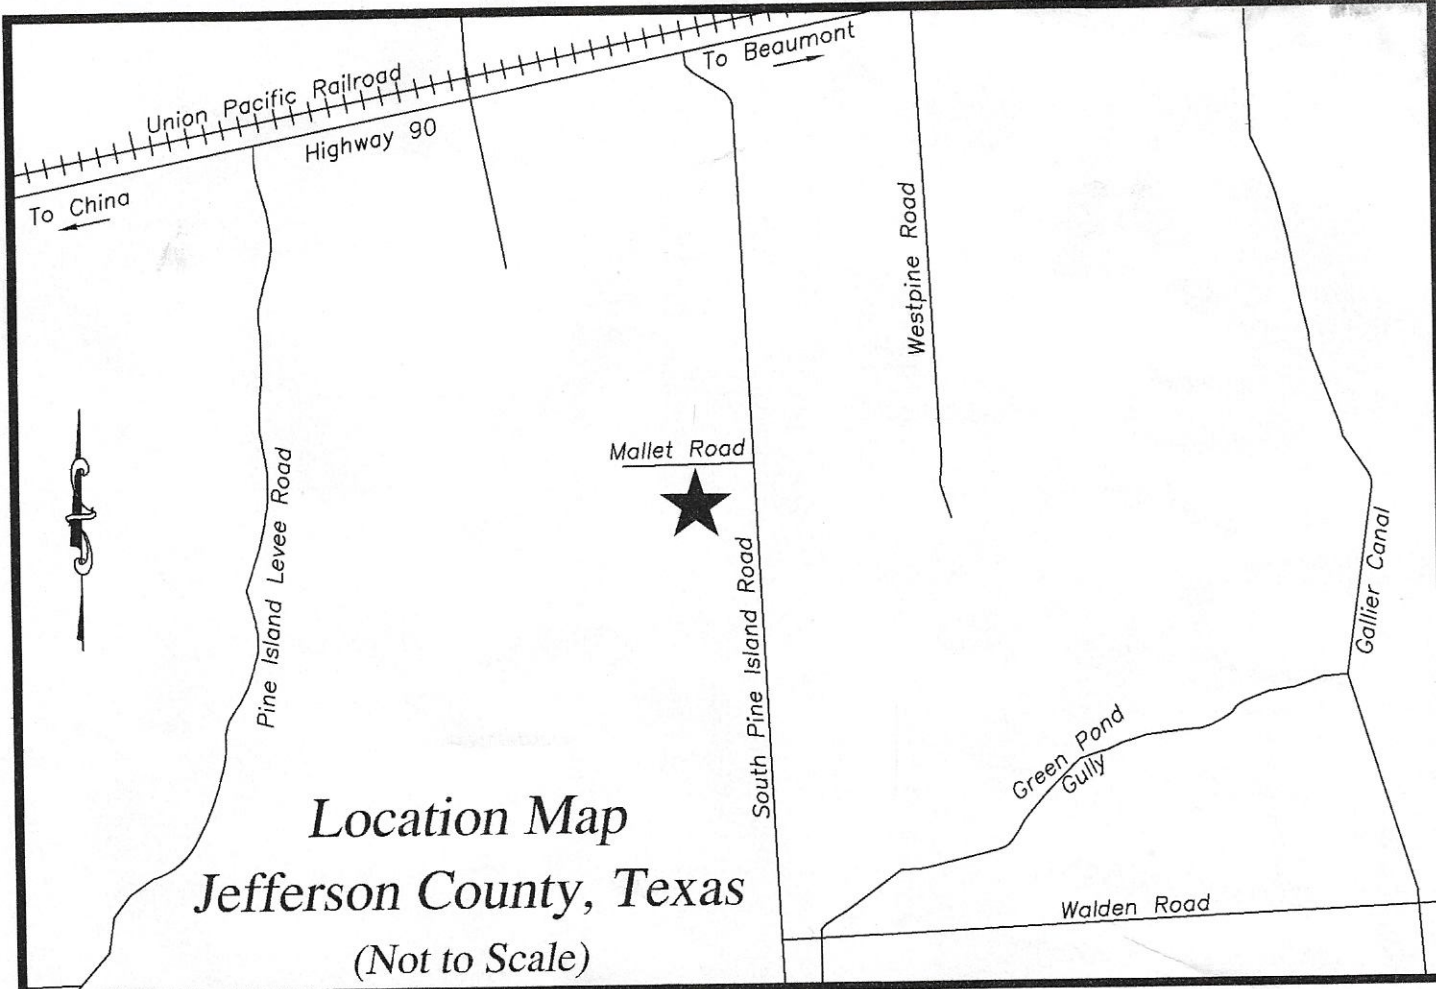 Union Pacific Railroad
Highway 90
To Beaumont
To China
Westpine Road
Mallet Road
Pine Island Levee Road
South Pine Island Road
Gallier Canal
Green Pond
Gully
Walden Road
Location Map
Jefferson County, Texas
(Not to Scale)